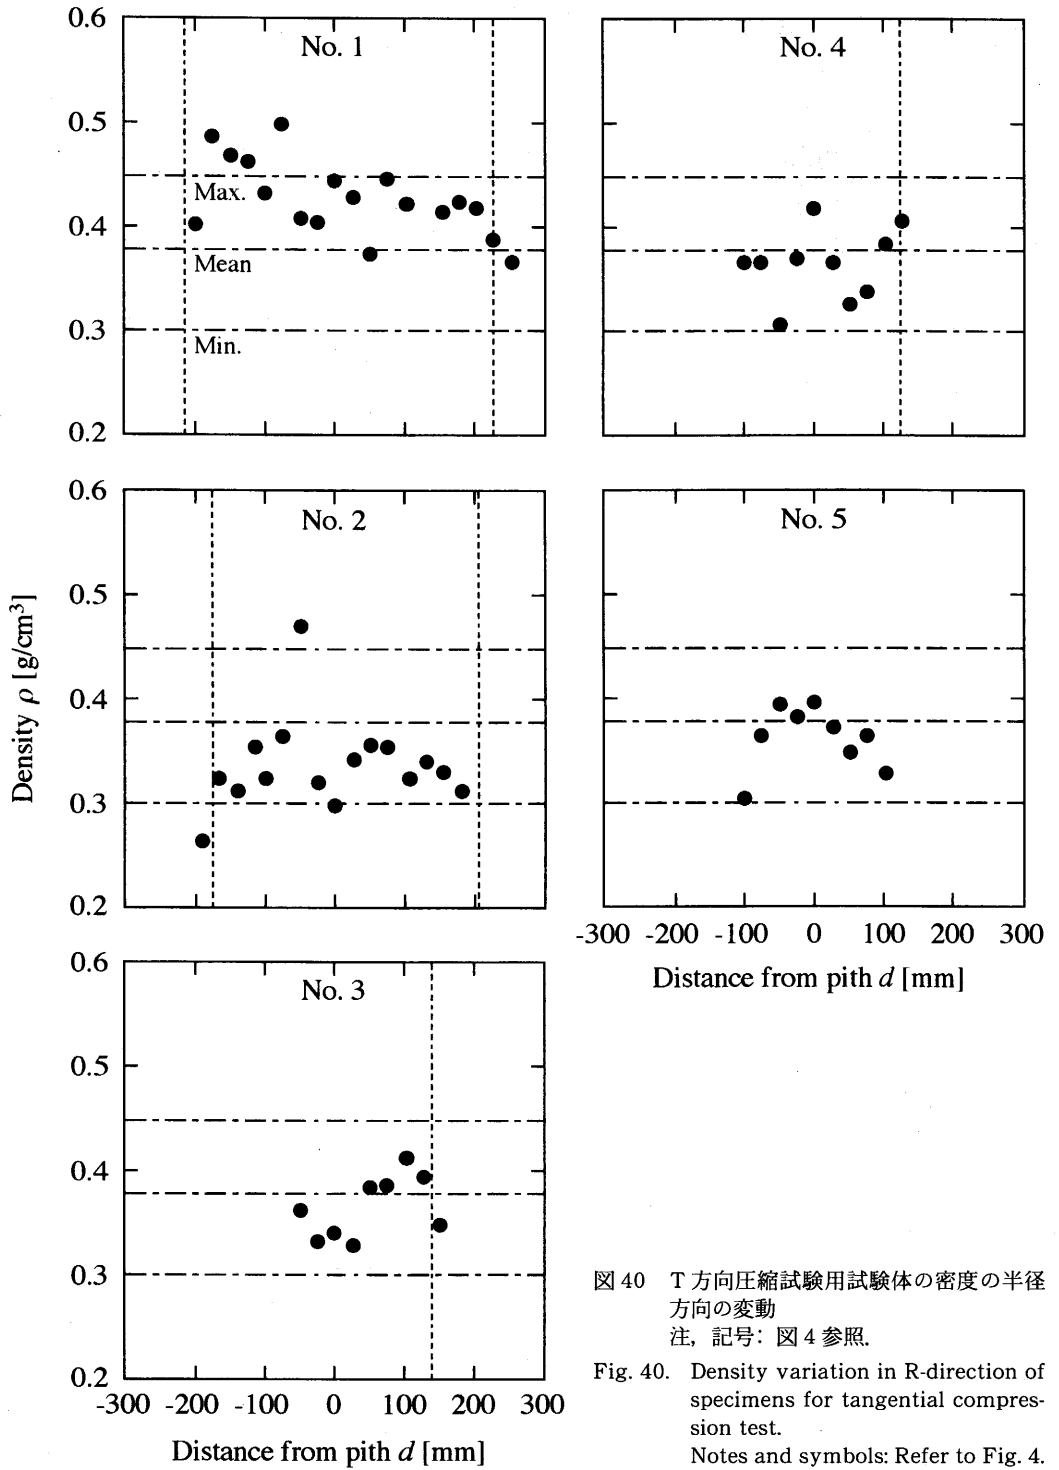 0.6
No. 1
0.5
Max.
0.4
Mean
0.3
Min.
0.2
No. 4
0.6
No. 2
0.5
0.4
0.3
0.2
Density ρ [g/cm³]
No. 5
-300 -200 -100 0 100 200 300
Distance from pith d [mm]
0.6
No. 3
0.5
0.4
0.3
0.2
-300 -200 -100 0 100 200 300
Distance from pith d [mm]
図 40 T 方向圧縮試験用試験体の密度の半径
方向の変動
注, 記号: 図 4 参照.
Fig. 40. Density variation in R-direction of
specimens for tangential compres-
sion test.
Notes and symbols: Refer to Fig. 4.